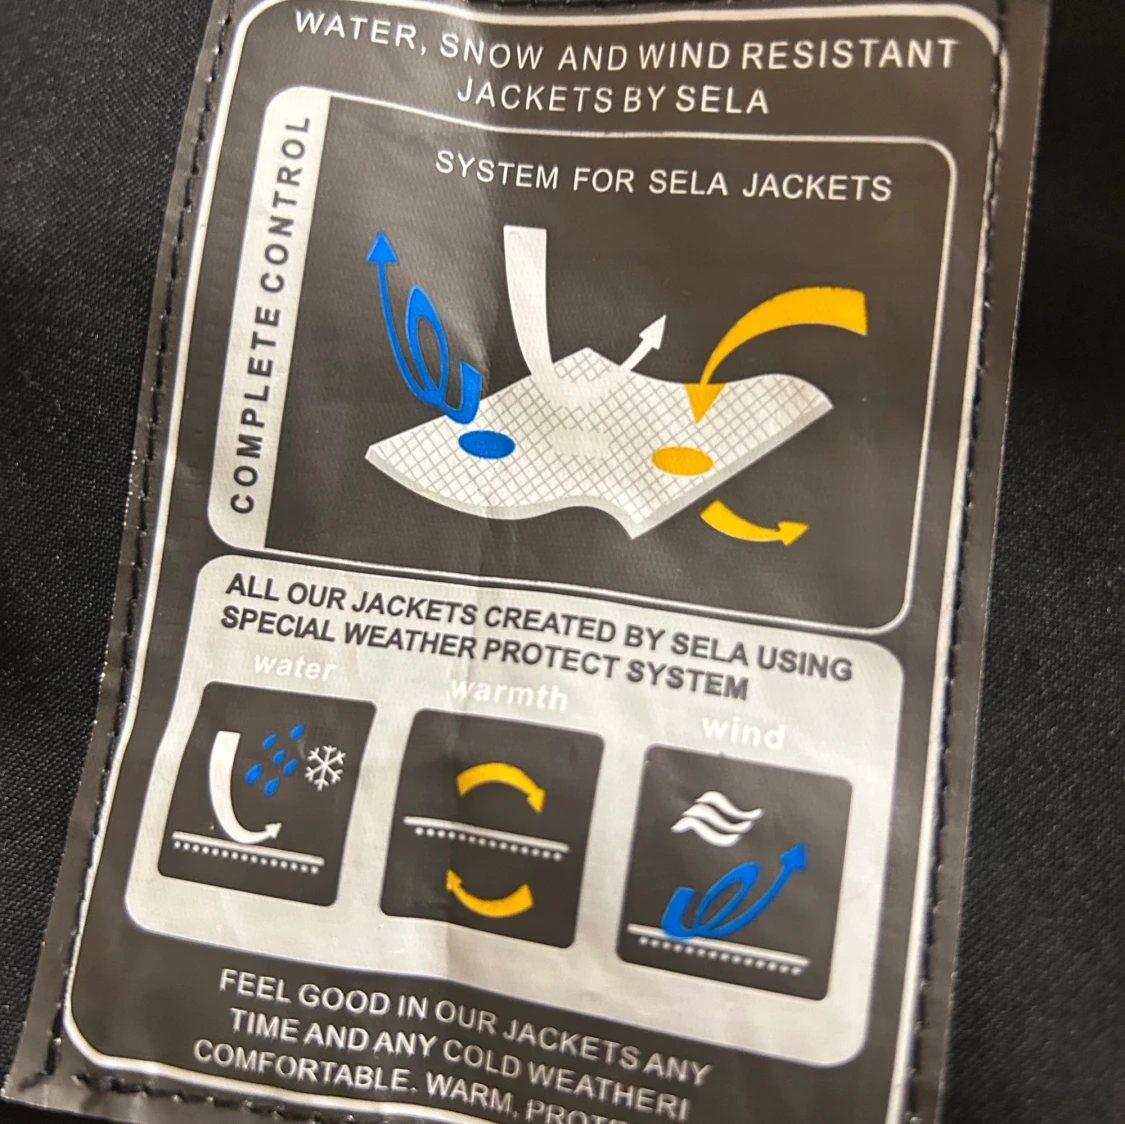 WATER, SNOW AND WIND RESISTANT
JACKETS BY SELA
COMPLETE CONTROL
SYSTEM FOR SELA JACKETS
ALL OUR JACKETS CREATED BY SELA USING
SPECIAL WEATHER PROTECT SYSTEM
water
warmth
wind
FEEL GOOD IN OUR JACKETS ANY
TIME AND ANY COLD WEATHERI
COMFORTABLE. WARM,